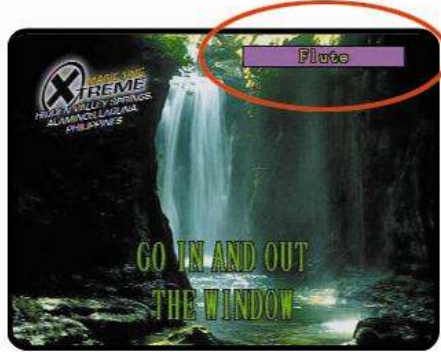 Flute
MAGIC SING
XTREME
HIDDEN VALLEY SPRINGS,
ALAMINOS, LAGUNA,
PHILIPPINES
GO IN AND OUT
THE WINDOW